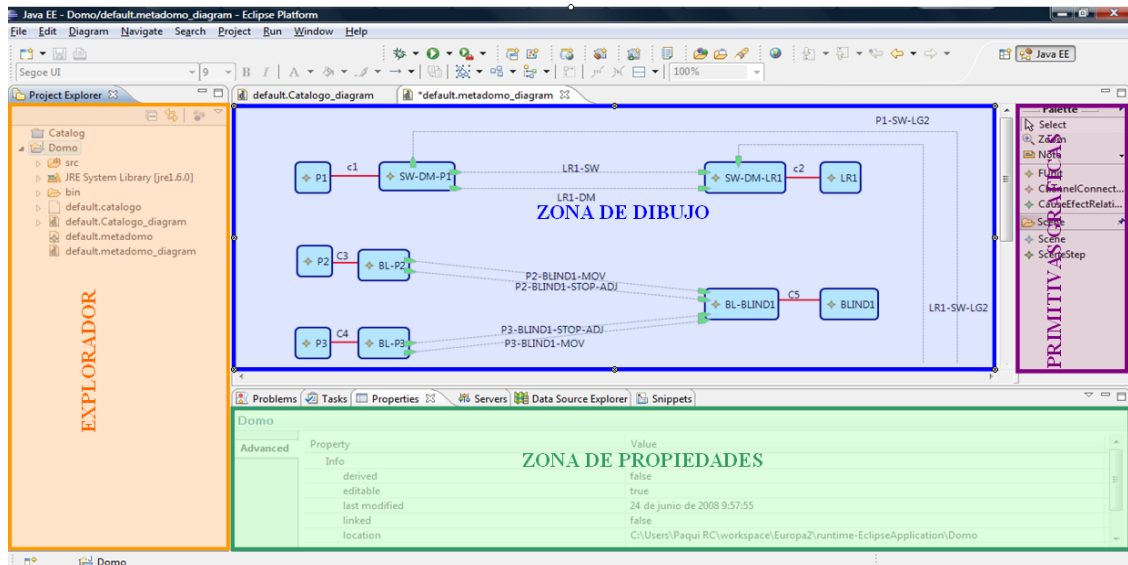 Java EE - Domo/default.metadomo_diagram - Eclipse Platform
File Edit Diagram Navigate Search Project Run Window Help
Segoe UI 9 B I A 100% Java EE
Project Explorer
Catalog
Domo
src
JRE System Library [jre1.6.0]
bin
default.catalogo
default.Catalogo_diagram
default.metadomo
default.metadomo_diagram
EXPLORADOR
default.Catalogo_diagram *default.metadomo_diagram
P1-SW-LG2
P1 c1 SW-DM-P1 LR1-SW SW-DM-LR1 c2 LR1
LR1-DM
ZONA DE DIBUJO
P2 C3 BL-P2 P2-BLIND1-MOV
P2-BLIND1-STOP-ADJ
BL-BLIND1 C5 BLIND1 LR1-SW-LG2
P3 C4 BL-P3 P3-BLIND1-STOP-ADJ
P3-BLIND1-MOV
Palette
Select
Zoom
Note
FUnit
ChannelConnect...
CauseEffectRelati...
Scene
Scene
SceneStep
PRIMITIVAS GRÁFICAS
Problems Tasks Properties Servers Data Source Explorer Snippets
Domo
Advanced
Property Value
Info
ZONA DE PROPIEDADES
derived false
editable true
last modified 24 de junio de 2008 9:57:55
linked false
location C:\Users\Paqui RC\workspace\Europa2\runtime-EclipseApplication\Domo
Domo